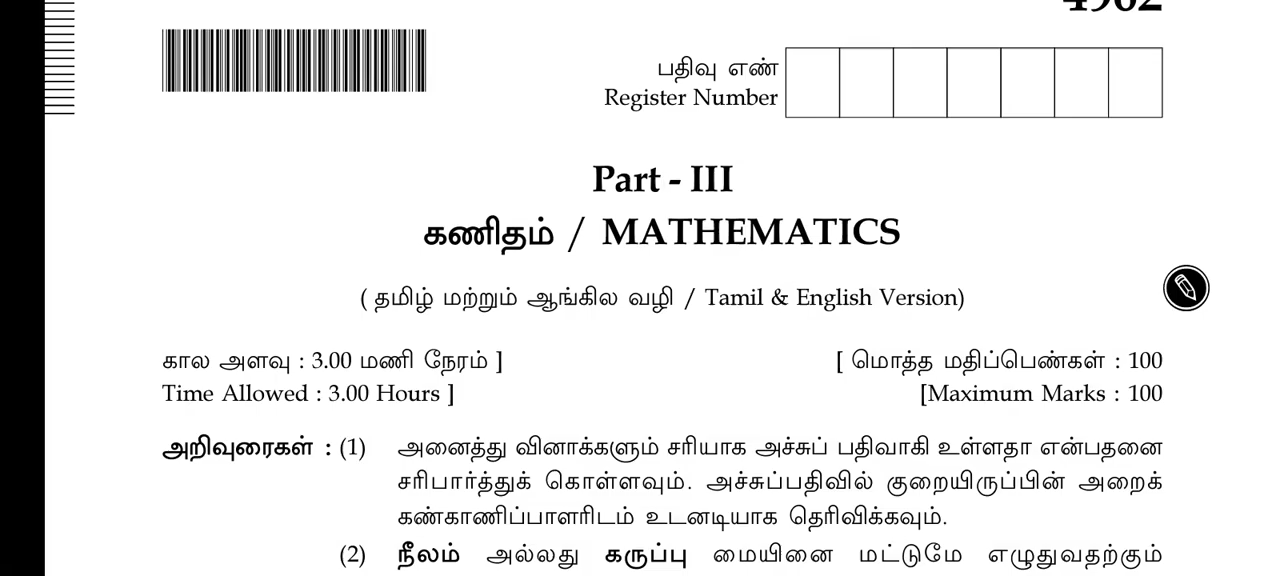 பதிவு எண்
Register Number
Part - III
கணிதம் / MATHEMATICS
( தமிழ் மற்றும் ஆங்கில வழி / Tamil & English Version)
கால அளவு : 3.00 மணி நேரம் ] [ மொத்த மதிப்பெண்கள் : 100
Time Allowed : 3.00 Hours ] [Maximum Marks : 100
அறிவுரைகள் : (1) அனைத்து வினாக்களும் சரியாக அச்சுப் பதிவாகி உள்ளதா என்பதனை
சரிபார்த்துக் கொள்ளவும். அச்சுப்பதிவில் குறையிருப்பின் அறைக்
கண்காணிப்பாளரிடம் உடனடியாக தெரிவிக்கவும்.
(2) நீலம் அல்லது கருப்பு மையினை மட்டுமே எழுதுவதற்கும்